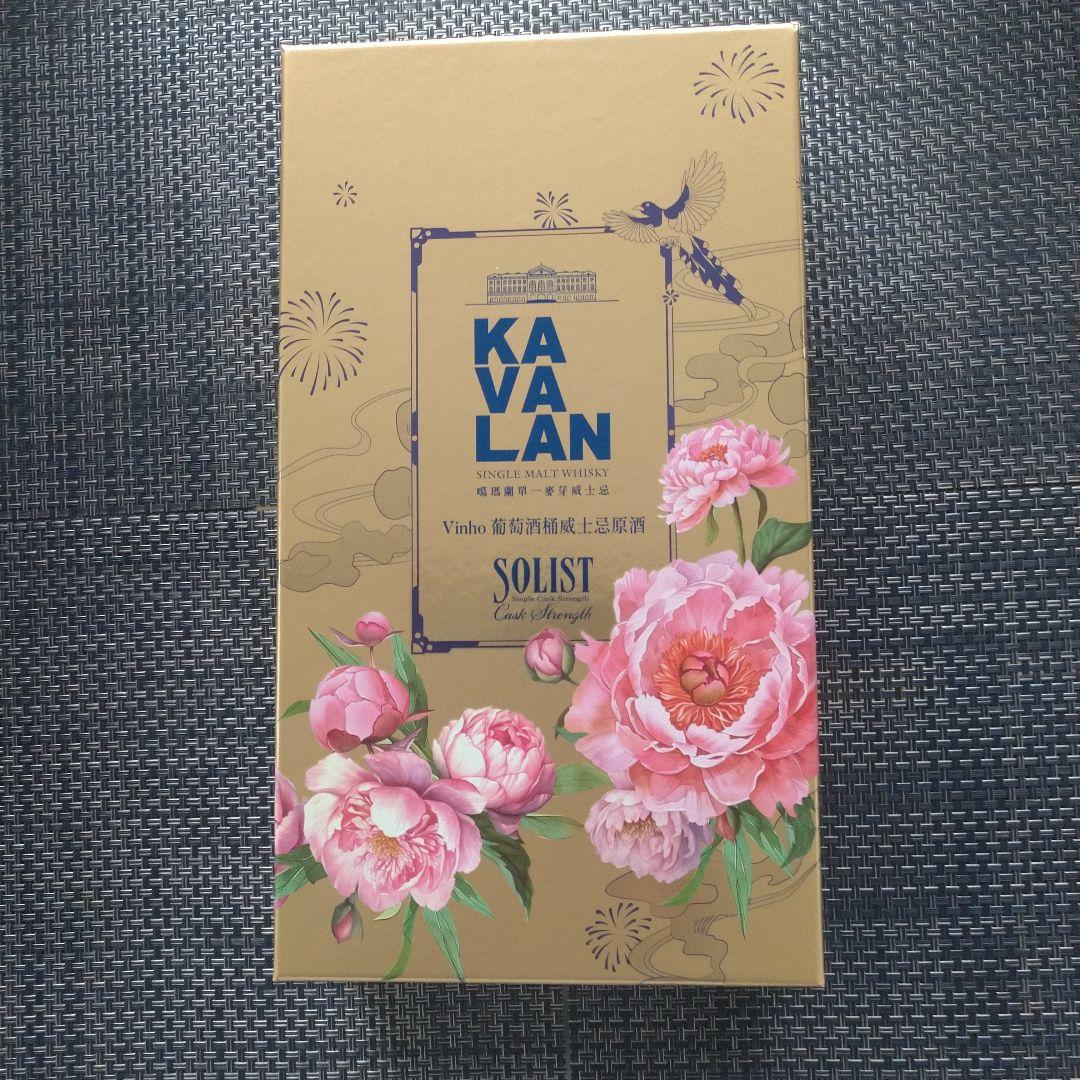 KA
VA
LAN
SINGLE MALT WHISKY
噶瑪蘭單一麥芽威士忌
Vinho 葡萄酒桶威士忌原酒
SOLIST
Single Cask Strength
Cask Strength